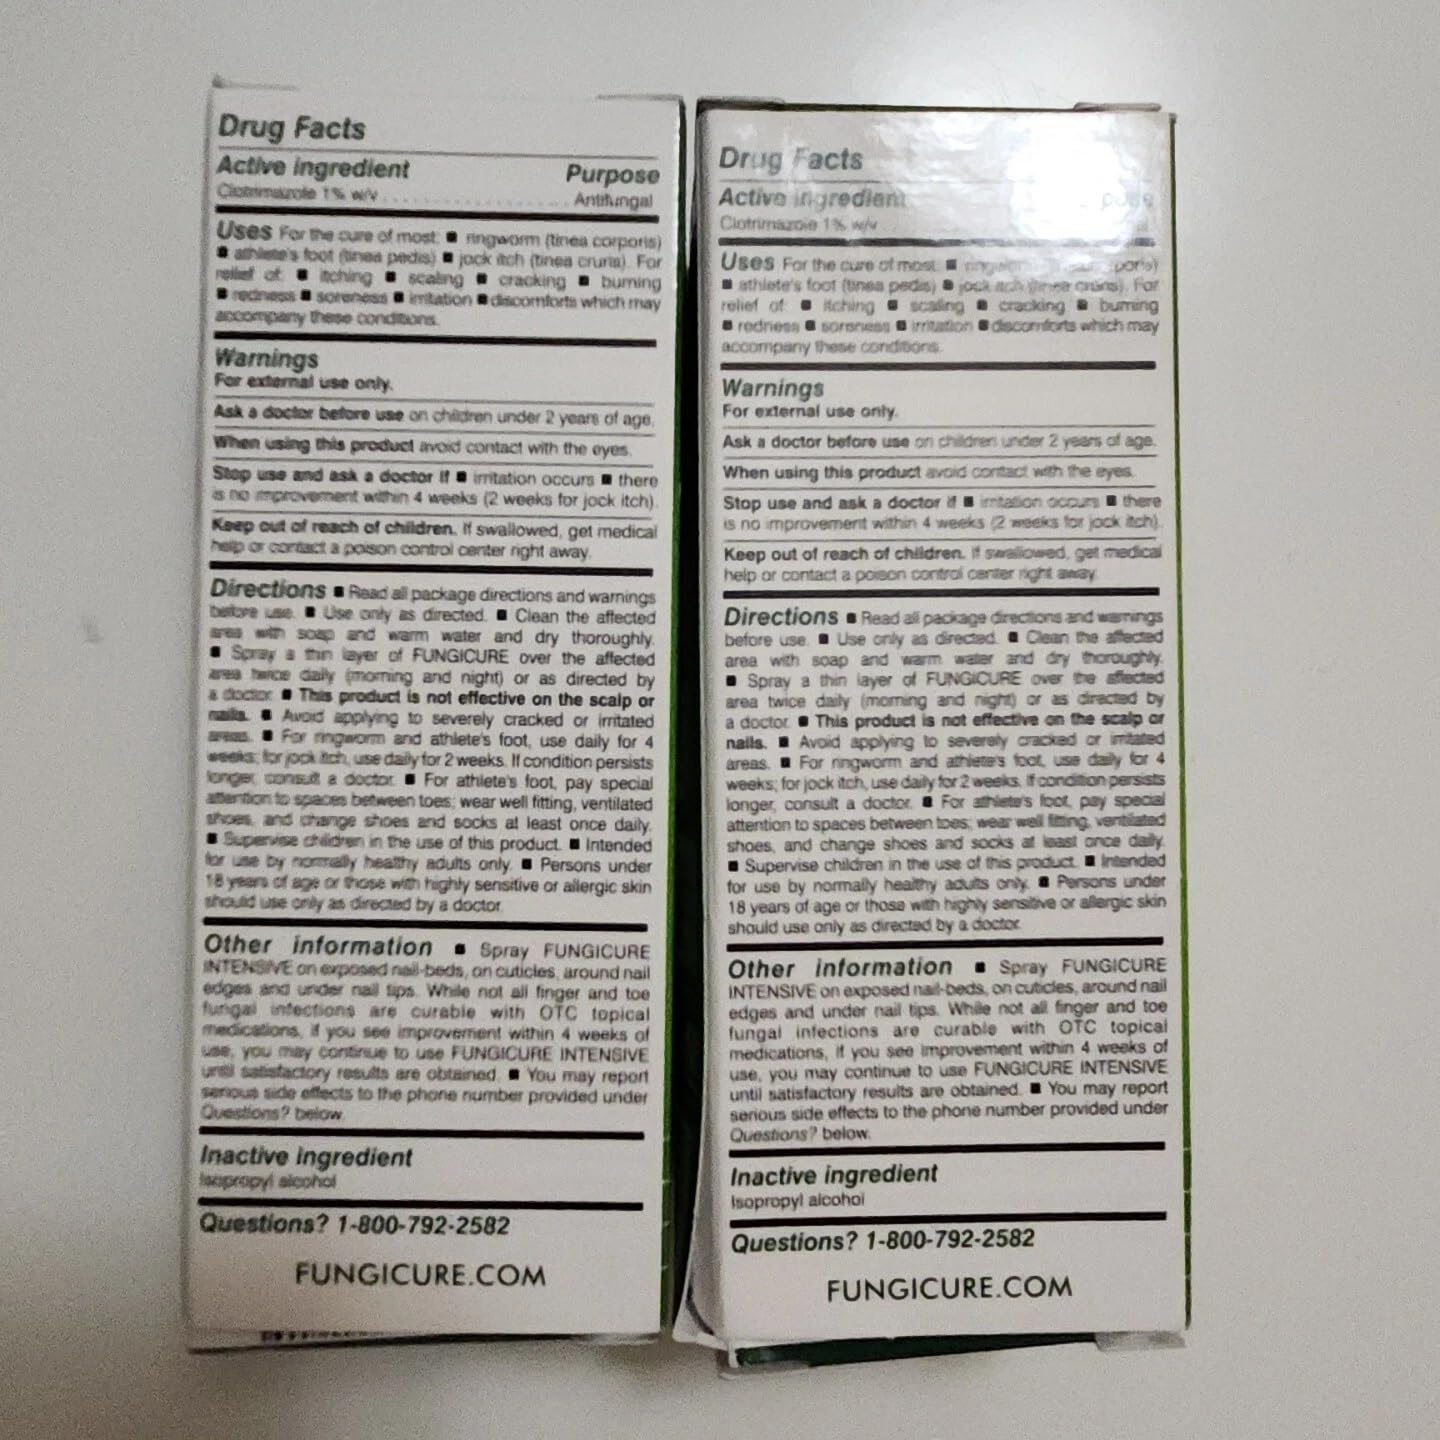 Drug Facts
Active ingredient Purpose
Clotrimazole 1% w/v .................... Antifungal
Uses For the cure of most: ■ ringworm (tinea corporis)
■ athlete's foot (tinea pedis) ■ jock itch (tinea cruris). For
relief of: ■ itching ■ scaling ■ cracking ■ burning
■ redness ■ soreness ■ irritation ■ discomforts which may
accompany these conditions.
Warnings
For external use only.
Ask a doctor before use on children under 2 years of age.
When using this product avoid contact with the eyes.
Stop use and ask a doctor if ■ irritation occurs ■ there
is no improvement within 4 weeks (2 weeks for jock itch).
Keep out of reach of children. If swallowed, get medical
help or contact a poison control center right away.
Directions ■ Read all package directions and warnings
before use. ■ Use only as directed. ■ Clean the affected
area with soap and warm water and dry thoroughly.
■ Spray a thin layer of FUNGICURE over the affected
area twice daily (morning and night) or as directed by
a doctor. ■ This product is not effective on the scalp or
nails. ■ Avoid applying to severely cracked or irritated
areas. ■ For ringworm and athlete's foot, use daily for 4
weeks; for jock itch, use daily for 2 weeks. If condition persists
longer, consult a doctor. ■ For athlete's foot, pay special
attention to spaces between toes; wear well fitting, ventilated
shoes, and change shoes and socks at least once daily.
■ Supervise children in the use of this product. ■ Intended
for use by normally healthy adults only. ■ Persons under
18 years of age or those with highly sensitive or allergic skin
should use only as directed by a doctor.
Other information ■ Spray FUNGICURE
INTENSIVE on exposed nail-beds, on cuticles, around nail
edges and under nail tips. While not all finger and toe
fungal infections are curable with OTC topical
medications, if you see improvement within 4 weeks of
use, you may continue to use FUNGICURE INTENSIVE
until satisfactory results are obtained. ■ You may report
serious side effects to the phone number provided under
Questions? below.
Inactive ingredient
Isopropyl alcohol
Questions? 1-800-792-2582
FUNGICURE.COM
Drug Facts
Active ingredient
Clotrimazole 1% w/v
Uses For the cure of most: ■
■ athlete's foot (tinea pedis) ■ jock itch (tinea cruris). For
relief of: ■ itching ■ scaling ■ cracking ■ burning
■ redness ■ soreness ■ irritation ■ discomforts which may
accompany these conditions.
Warnings
For external use only.
Ask a doctor before use on children under 2 years of age.
When using this product avoid contact with the eyes.
Stop use and ask a doctor if ■ irritation occurs ■ there
is no improvement within 4 weeks (2 weeks for jock itch).
Keep out of reach of children. If swallowed, get medical
help or contact a poison control center right away.
Directions ■ Read all package directions and warnings
before use. ■ Use only as directed. ■ Clean the affected
area with soap and warm water and dry thoroughly.
■ Spray a thin layer of FUNGICURE over the affected
area twice daily (morning and night) or as directed by
a doctor. ■ This product is not effective on the scalp or
nails. ■ Avoid applying to severely cracked or irritated
areas. ■ For ringworm and athlete's foot, use daily for 4
weeks; for jock itch, use daily for 2 weeks. If condition persists
longer, consult a doctor. ■ For athlete's foot, pay special
attention to spaces between toes; wear well fitting, ventilated
shoes, and change shoes and socks at least once daily.
■ Supervise children in the use of this product. ■ Intended
for use by normally healthy adults only. ■ Persons under
18 years of age or those with highly sensitive or allergic skin
should use only as directed by a doctor.
Other information ■ Spray FUNGICURE
INTENSIVE on exposed nail-beds, on cuticles, around nail
edges and under nail tips. While not all finger and toe
fungal infections are curable with OTC topical
medications, if you see improvement within 4 weeks of
use, you may continue to use FUNGICURE INTENSIVE
until satisfactory results are obtained. ■ You may report
serious side effects to the phone number provided under
Questions? below.
Inactive ingredient
Isopropyl alcohol
Questions? 1-800-792-2582
FUNGICURE.COM